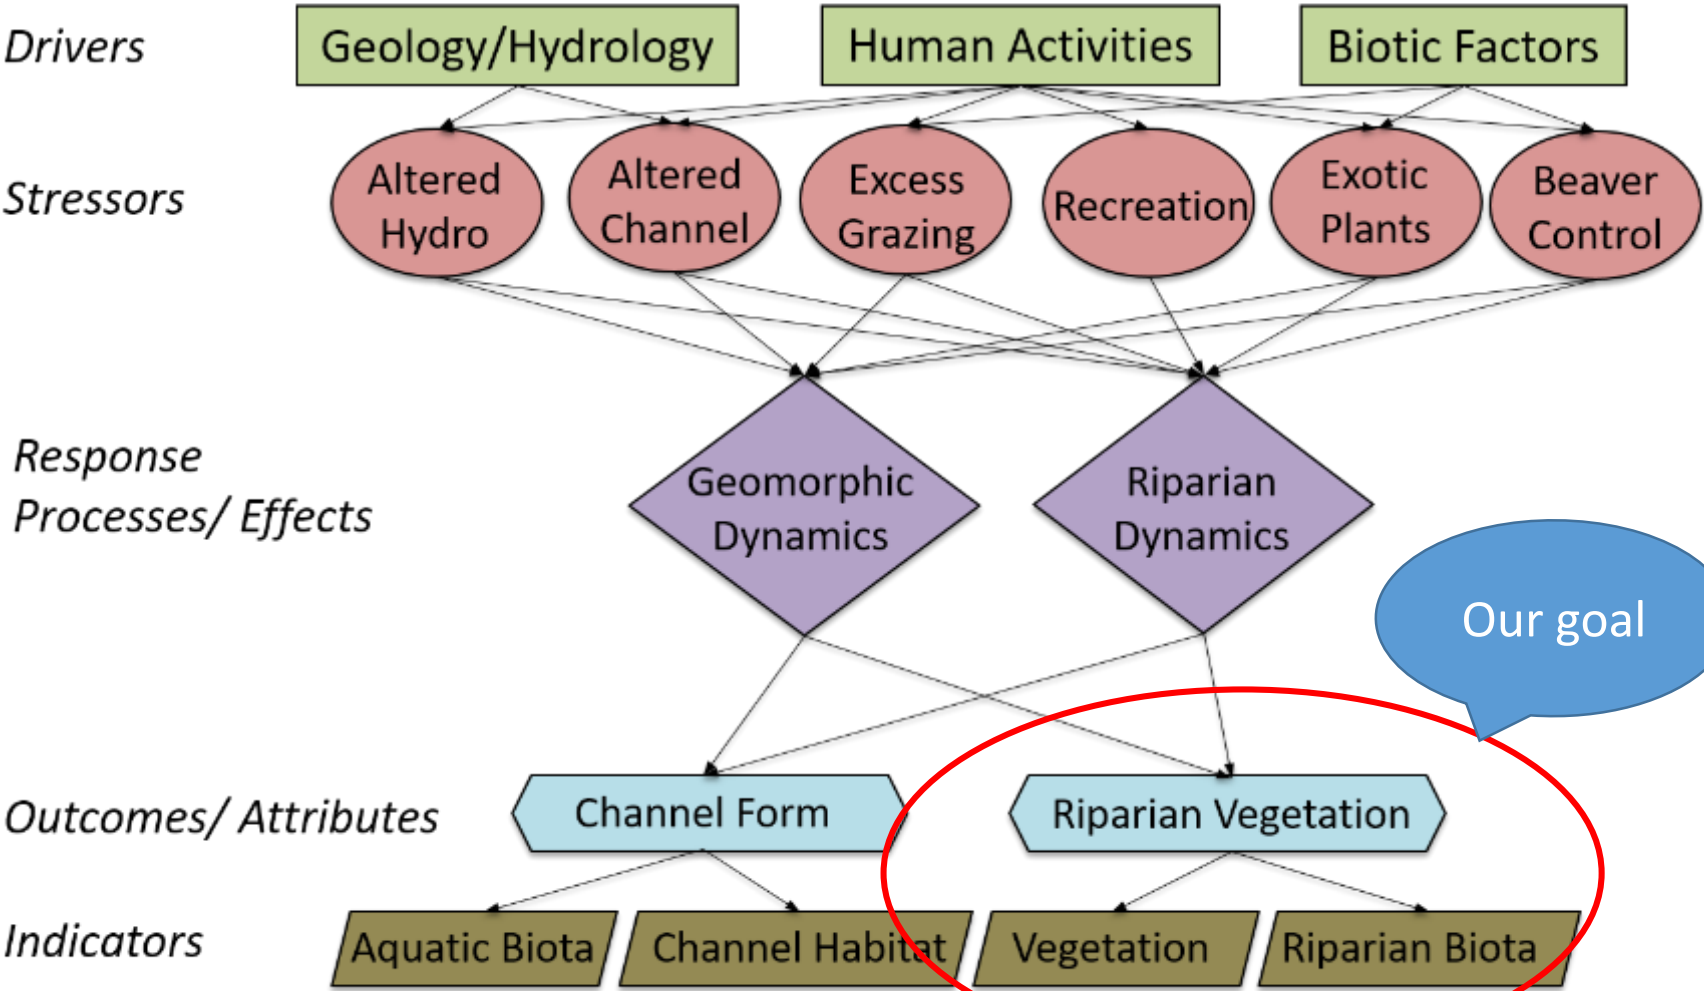 Drivers
Geology/Hydrology
Human Activities
Biotic Factors
Stressors
Altered
Hydro
Altered
Channel
Excess
Grazing
Recreation
Exotic
Plants
Beaver
Control
Response
Processes/ Effects
Geomorphic
Dynamics
Riparian
Dynamics
Our goal
Outcomes/ Attributes
Channel Form
Riparian Vegetation
Indicators
Aquatic Biota
Channel Habitat
Vegetation
Riparian Biota